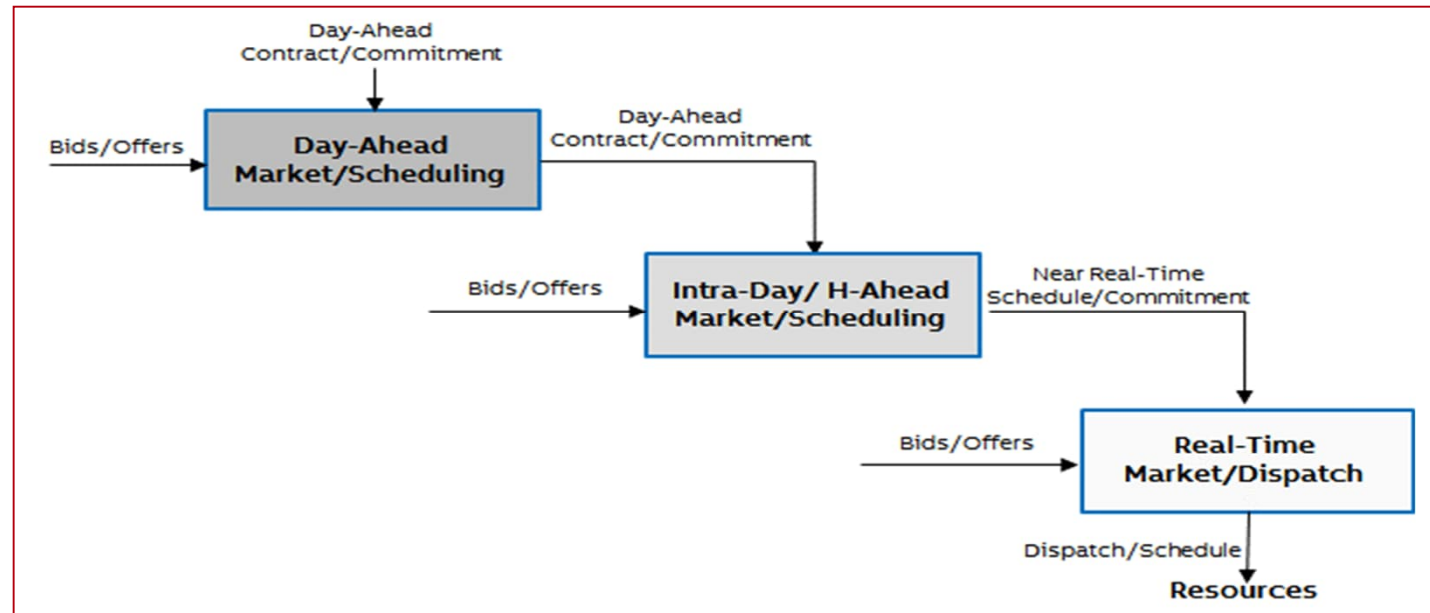 Day-Ahead
Contract/Commitment
Bids/Offers
Day-Ahead
Market/Scheduling
Day-Ahead
Contract/Commitment
Bids/Offers
Intra-Day/ H-Ahead
Market/Scheduling
Near Real-Time
Schedule/Commitment
Bids/Offers
Real-Time
Market/Dispatch
Dispatch/Schedule
Resources